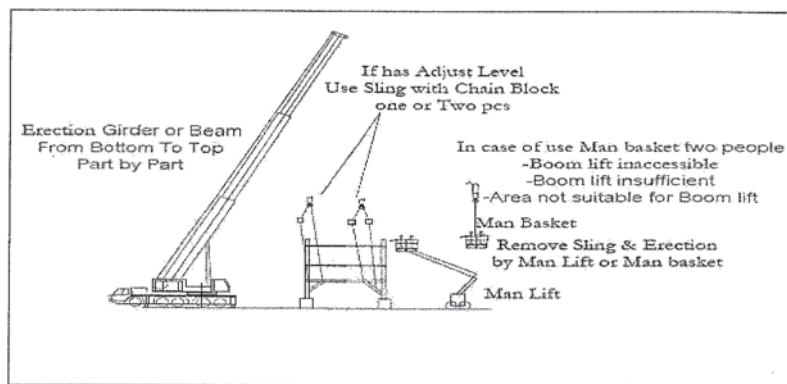 Erection Girder or Beam
From Bottom To Top
Part by Part
If has Adjust Level
Use Sling with Chain Block
one or Two pcs
In case of use Man basket two people
-Boom lift inaccessible
-Boom lift insufficient
-Area not suitable for Boom lift
Man Basket
Remove Sling & Erection
by Man Lift or Man basket
Man Lift